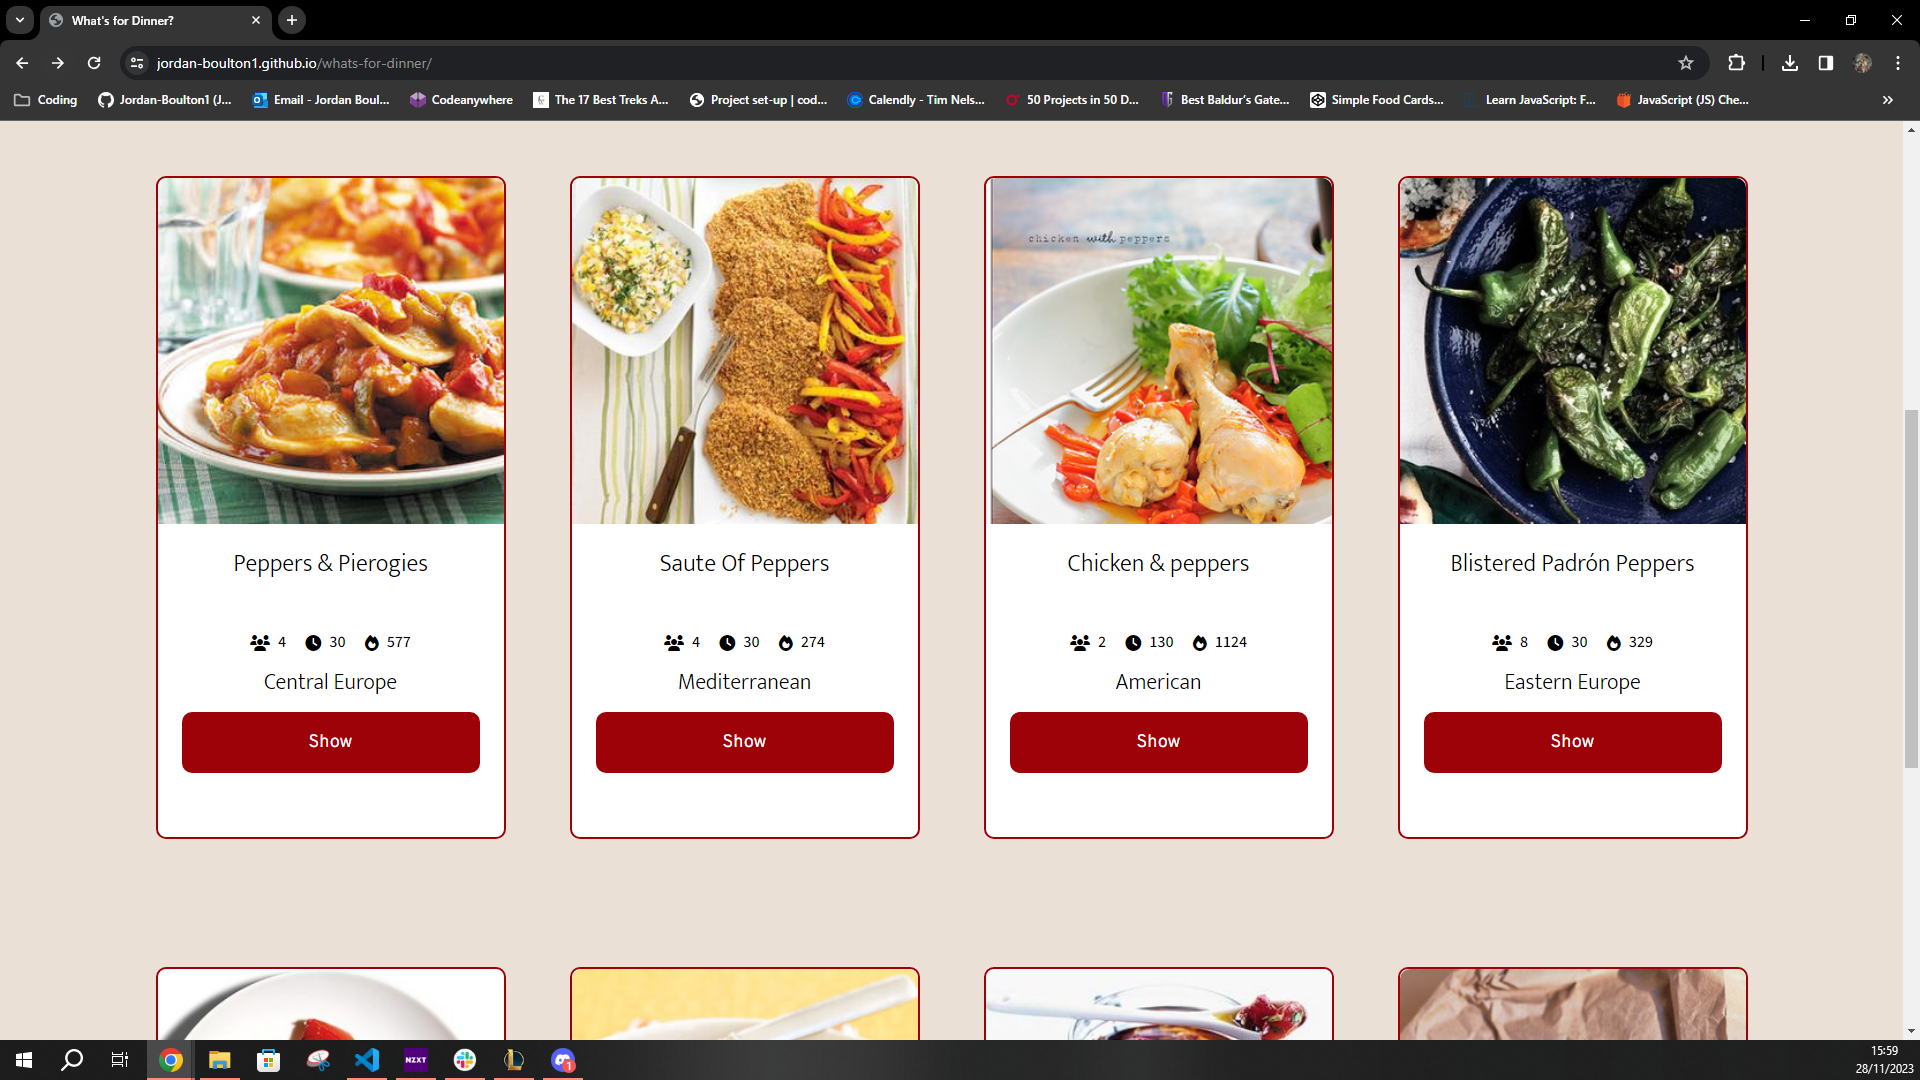 What's for Dinner?
jordan-boulton1.github.io/whats-for-dinner/
Coding
Jordan-Boulton1 (J...
Email - Jordan Boul...
Codeanywhere
The 17 Best Treks A...
Project set-up | cod...
Calendly - Tim Nels...
50 Projects in 50 D...
Best Baldur's Gate...
Simple Food Cards...
Learn JavaScript: F...
JavaScript (JS) Che...
chicken with peppers
Peppers & Pierogies
Saute Of Peppers
Chicken & peppers
Blistered Padrón Peppers
4 30 577
4 30 274
2 130 1124
8 30 329
Central Europe
Mediterranean
American
Eastern Europe
Show
Show
Show
Show
NZXT
1
15:59
28/11/2023